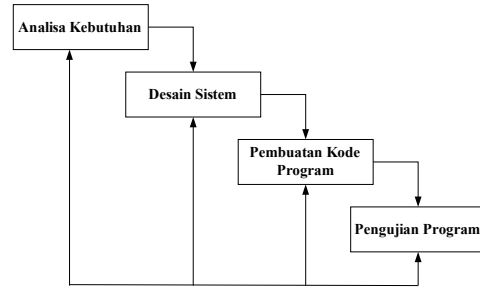 Analisa Kebutuhan
Desain Sistem
Pembuatan Kode
Program
Pengujian Program